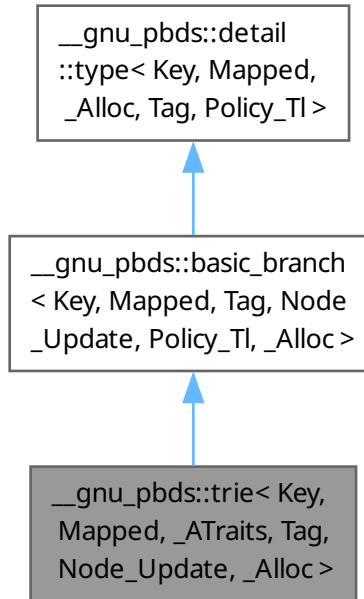 __gnu_pbds::detail
::type< Key, Mapped,
_Alloc, Tag, Policy_Tl >
__gnu_pbds::basic_branch
< Key, Mapped, Tag, Node
_Update, Policy_Tl, _Alloc >
__gnu_pbds::trie< Key,
Mapped, _ATraits, Tag,
Node_Update, _Alloc >